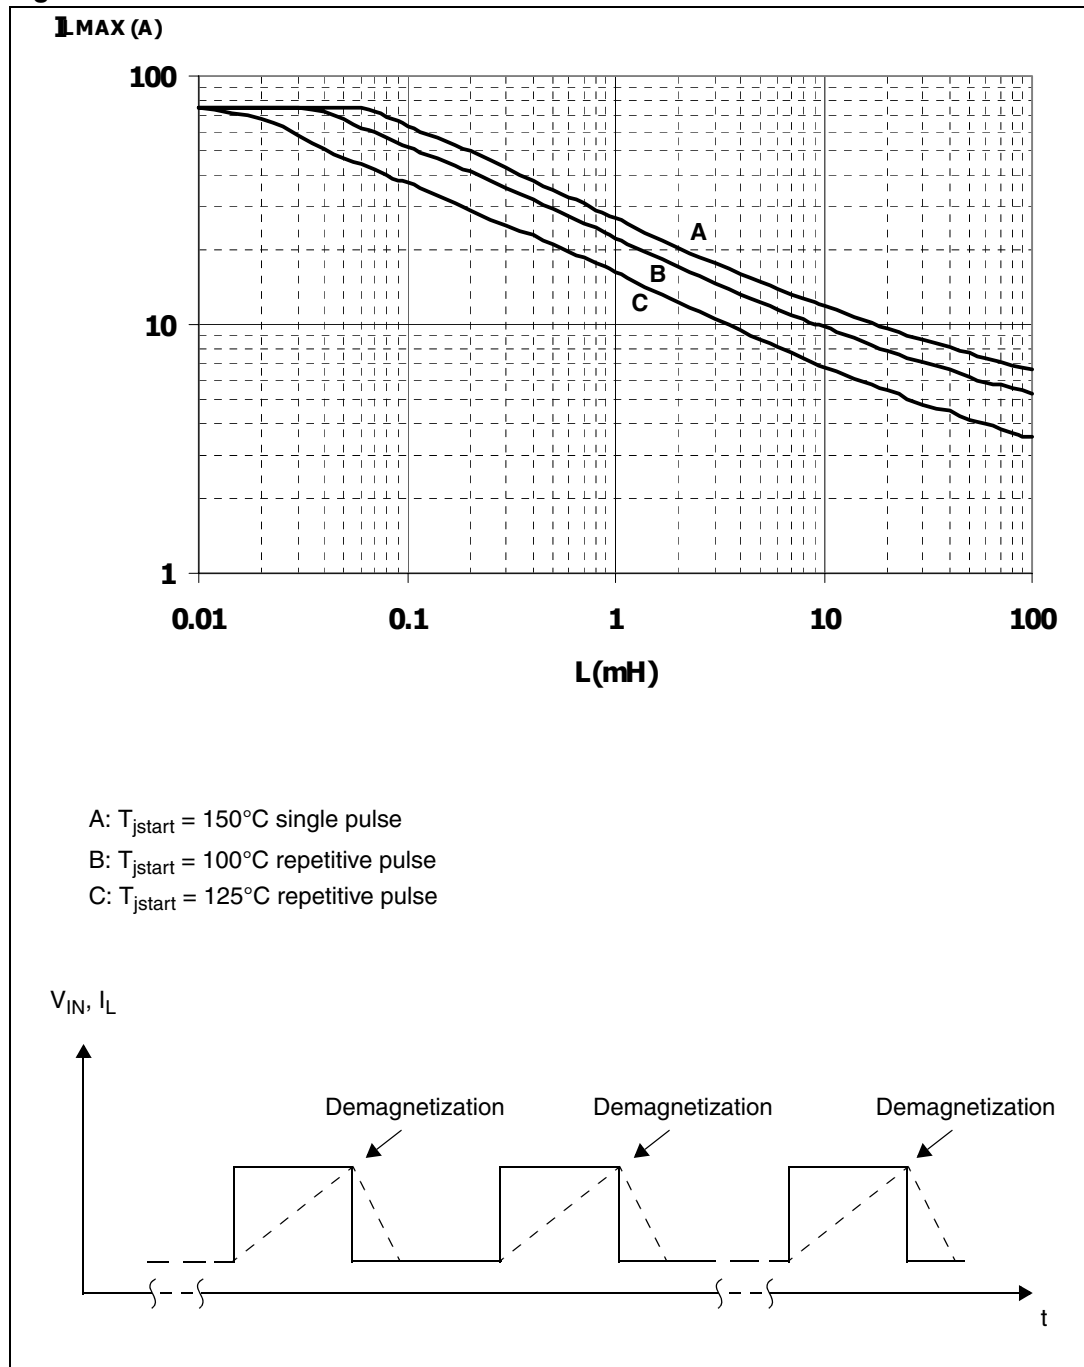 ILMAX (A)
100
10
1
A
B
C
0.01 0.1 1 10 100
L(mH)
A: Tjstart = 150°C single pulse
B: Tjstart = 100°C repetitive pulse
C: Tjstart = 125°C repetitive pulse
VIN, IL
Demagnetization Demagnetization Demagnetization
t